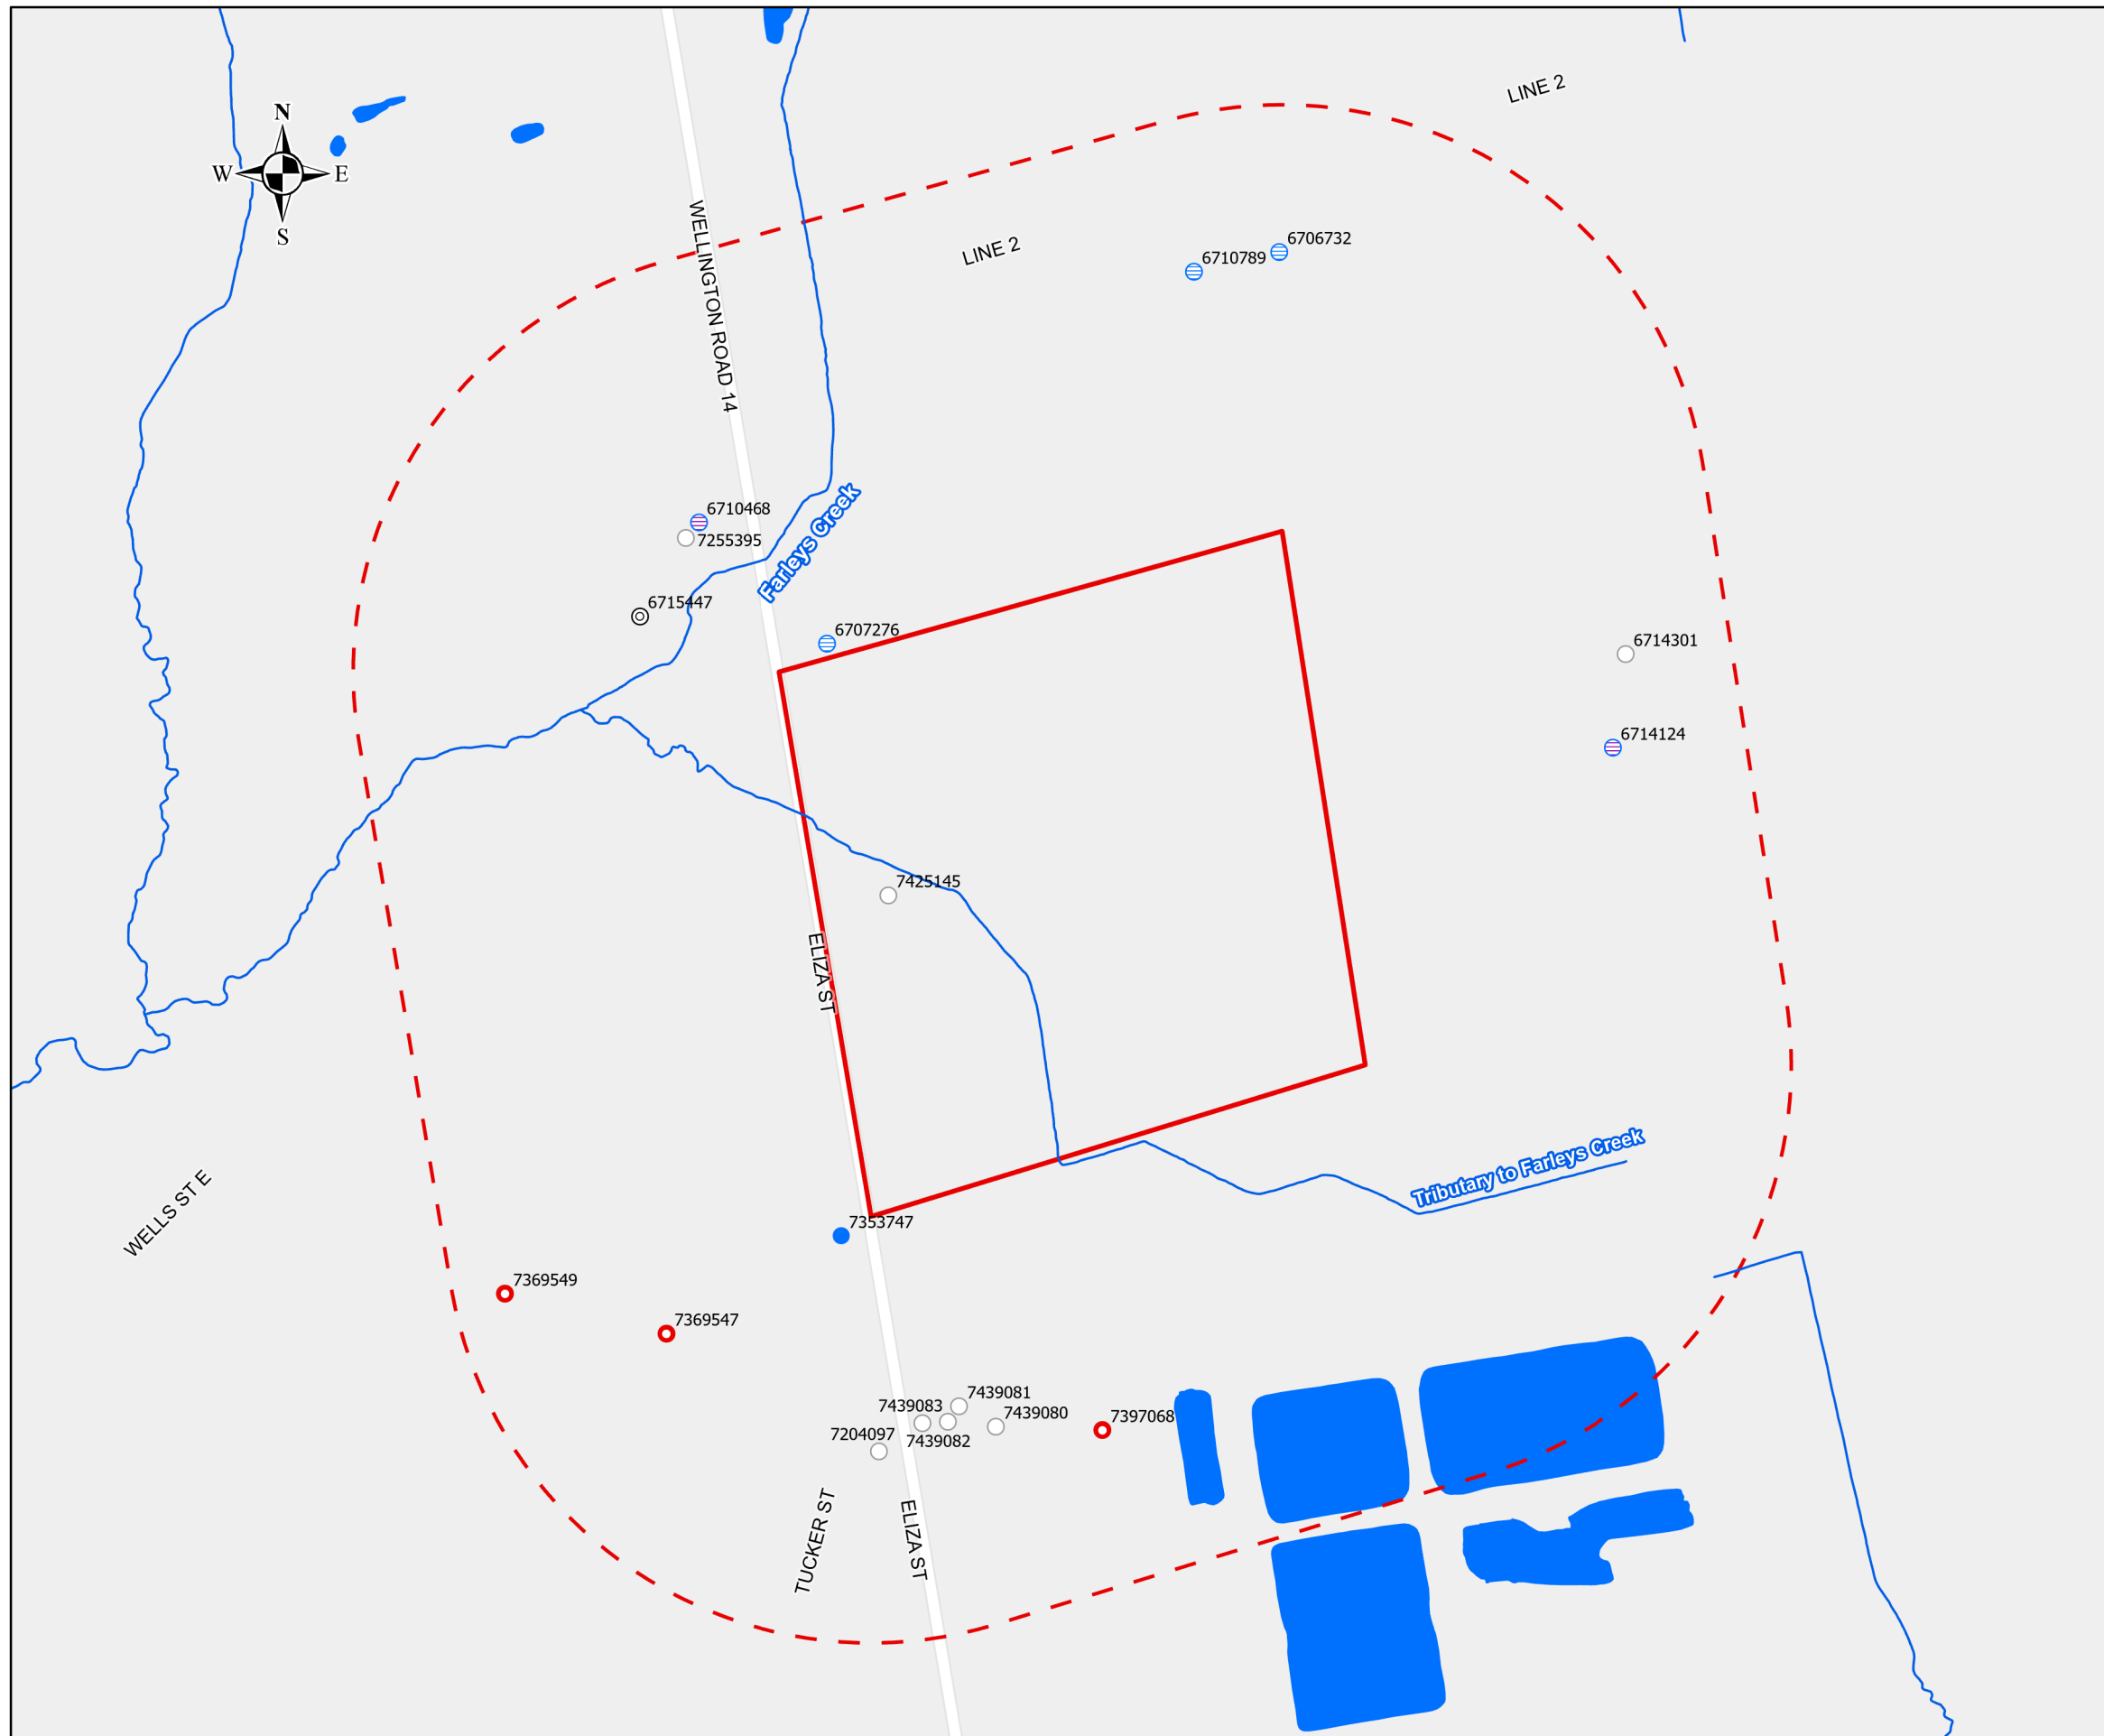 LINE 2
N
W
E
S
WELLINGTON ROAD 14
LINE 2
6706732
6710789
6710468
7255395
Farleys Creek
6715447
6707276
6714301
6714124
7425145
ELIZA ST
Tributary to Farleys Creek
WELLS ST E
7353747
7369549
7369547
7439081
7439083
7439080
7397068
7204097
7439082
TUCKER ST
ELIZA ST